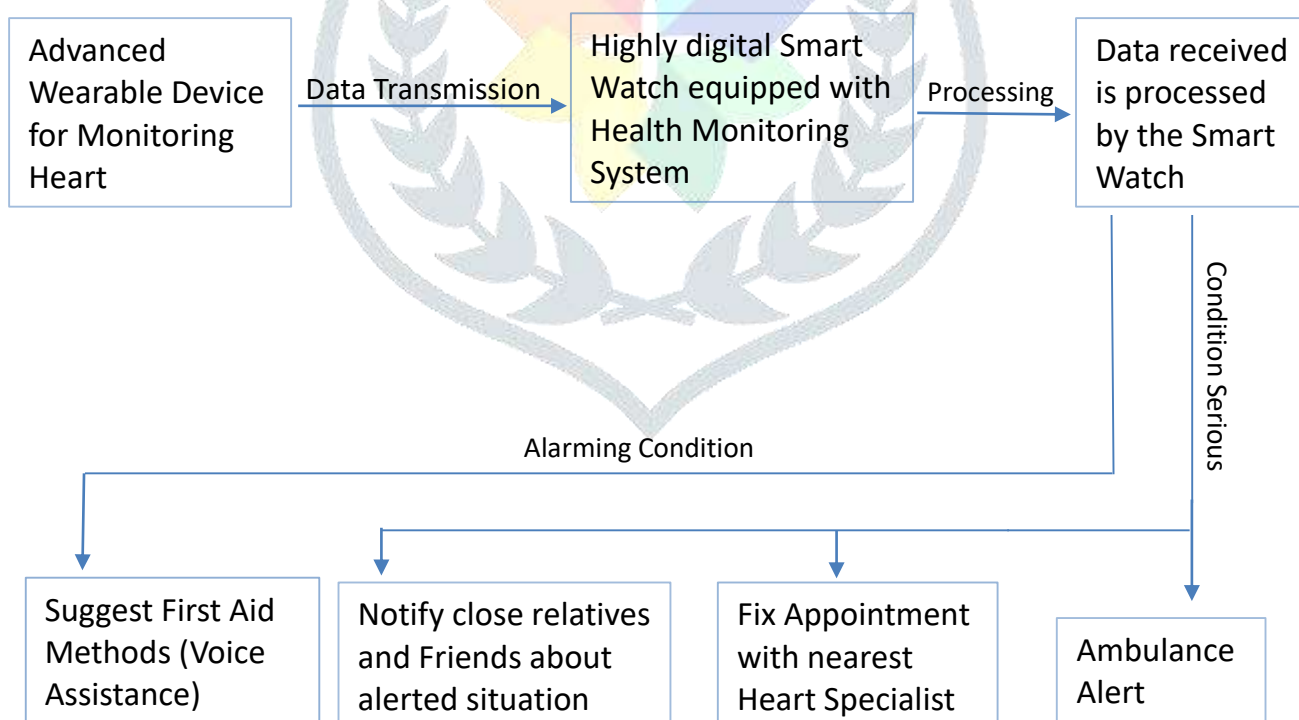 Advanced
Wearable Device
for Monitoring
Heart
Data Transmission
Highly digital Smart
Watch equipped with
Health Monitoring
System
Processing
Data received
is processed
by the Smart
Watch
Condition Serious
Alarming Condition
Suggest First Aid
Methods (Voice
Assistance)
Notify close relatives
and Friends about
alerted situation
Fix Appointment
with nearest
Heart Specialist
Ambulance
Alert